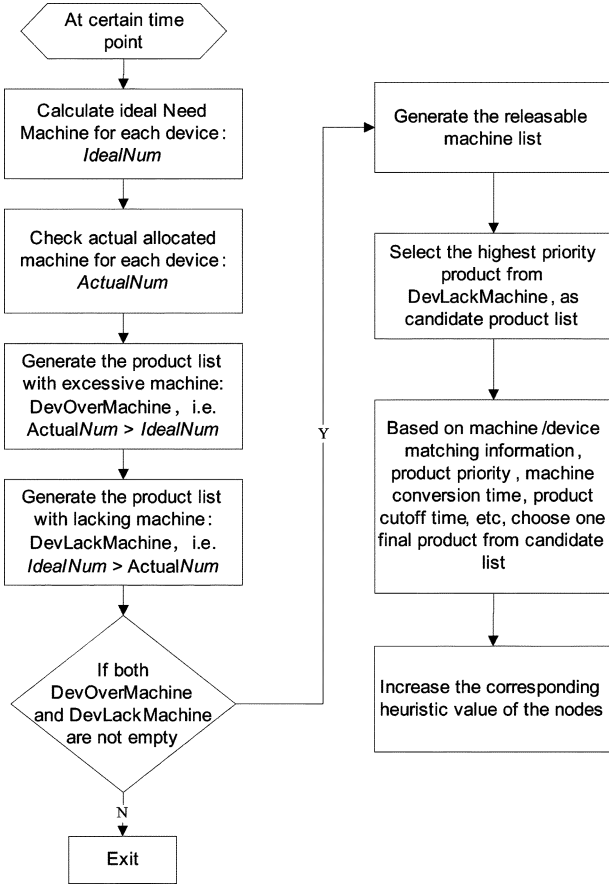 At certain time
point
Calculate ideal Need
Machine for each device:
IdealNum
Check actual allocated
machine for each device:
ActualNum
Generate the product list
with excessive machine:
DevOverMachine, i.e.
ActualNum > IdealNum
Generate the product list
with lacking machine:
DevLackMachine, i.e.
IdealNum > ActualNum
If both
DevOverMachine
and DevLackMachine
are not empty
N
Exit
Y
Generate the releasable
machine list
Select the highest priority
product from
DevLackMachine, as
candidate product list
Based on machine/device
matching information,
product priority, machine
conversion time, product
cutoff time, etc, choose one
final product from candidate
list
Increase the corresponding
heuristic value of the nodes